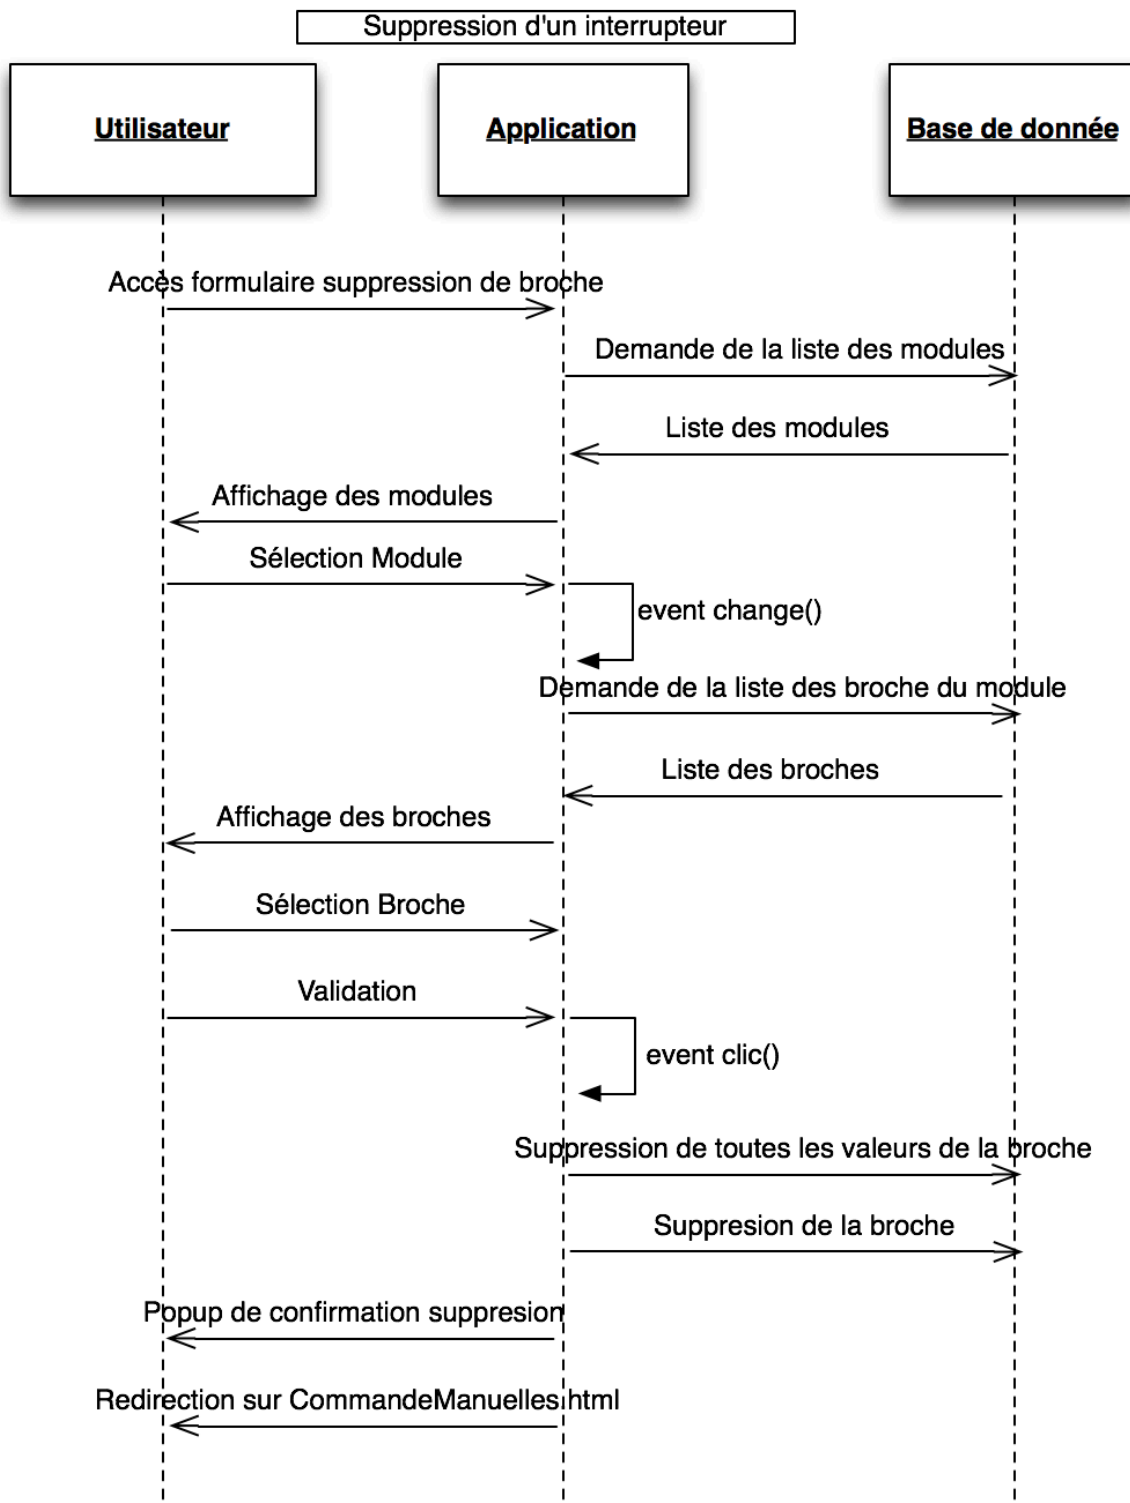 Suppression d'un interrupteur
Utilisateur
Application
Base de donnée
Accès formulaire suppression de broche
Demande de la liste des modules
Liste des modules
Affichage des modules
Sélection Module
event change()
Demande de la liste des broche du module
Liste des broches
Affichage des broches
Sélection Broche
Validation
event clic()
Suppression de toutes les valeurs de la broche
Suppresion de la broche
Popup de confirmation suppresion
Redirection sur CommandeManuelles.html